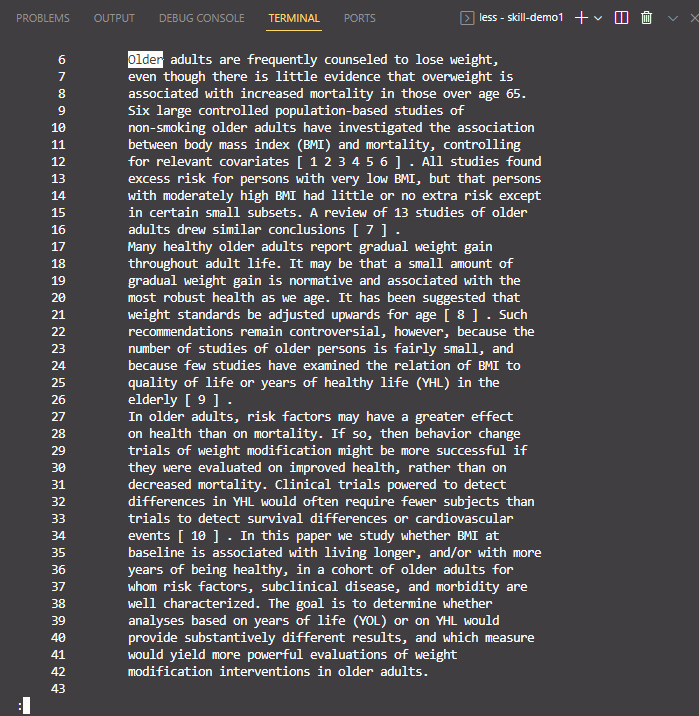 PROBLEMS OUTPUT DEBUG CONSOLE TERMINAL PORTS less - skill-demo1
6 Older adults are frequently counseled to lose weight,
7 even though there is little evidence that overweight is
8 associated with increased mortality in those over age 65.
9 Six large controlled population-based studies of
10 non-smoking older adults have investigated the association
11 between body mass index (BMI) and mortality, controlling
12 for relevant covariates [ 1 2 3 4 5 6 ] . All studies found
13 excess risk for persons with very low BMI, but that persons
14 with moderately high BMI had little or no extra risk except
15 in certain small subsets. A review of 13 studies of older
16 adults drew similar conclusions [ 7 ] .
17 Many healthy older adults report gradual weight gain
18 throughout adult life. It may be that a small amount of
19 gradual weight gain is normative and associated with the
20 most robust health as we age. It has been suggested that
21 weight standards be adjusted upwards for age [ 8 ] . Such
22 recommendations remain controversial, however, because the
23 number of studies of older persons is fairly small, and
24 because few studies have examined the relation of BMI to
25 quality of life or years of healthy life (YHL) in the
26 elderly [ 9 ] .
27 In older adults, risk factors may have a greater effect
28 on health than on mortality. If so, then behavior change
29 trials of weight modification might be more successful if
30 they were evaluated on improved health, rather than on
31 decreased mortality. Clinical trials powered to detect
32 differences in YHL would often require fewer subjects than
33 trials to detect survival differences or cardiovascular
34 events [ 10 ] . In this paper we study whether BMI at
35 baseline is associated with living longer, and/or with more
36 years of being healthy, in a cohort of older adults for
37 whom risk factors, subclinical disease, and morbidity are
38 well characterized. The goal is to determine whether
39 analyses based on years of life (YOL) or on YHL would
40 provide substantively different results, and which measure
41 would yield more powerful evaluations of weight
42 modification interventions in older adults.
43
: